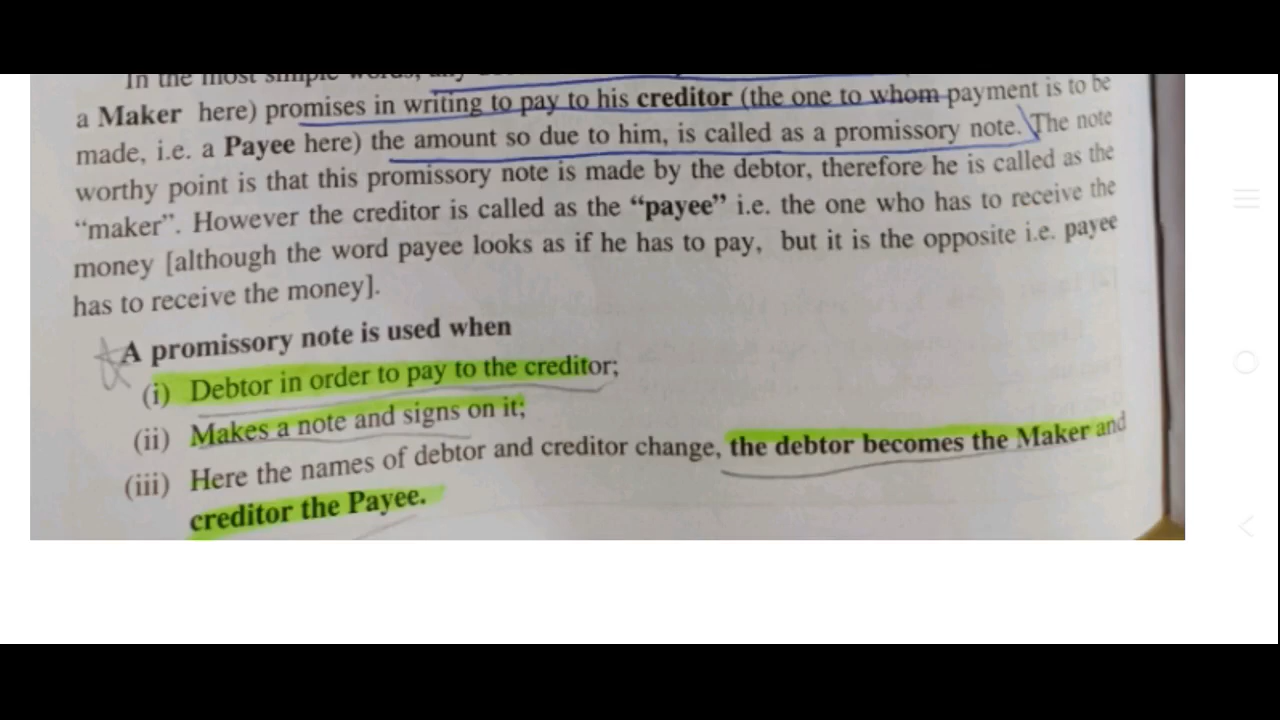 In the most simple words, any
a Maker here) promises in writing to pay to his creditor (the one to whom payment is to be
made, i.e. a Payee here) the amount so due to him, is called as a promissory note. The note
worthy point is that this promissory note is made by the debtor, therefore he is called as the
“maker”. However the creditor is called as the “payee” i.e. the one who has to receive the
money [although the word payee looks as if he has to pay, but it is the opposite i.e. payee
has to receive the money].
A promissory note is used when
(i) Debtor in order to pay to the creditor;
(ii) Makes a note and signs on it;
(iii) Here the names of debtor and creditor change, the debtor becomes the Maker and
creditor the Payee.